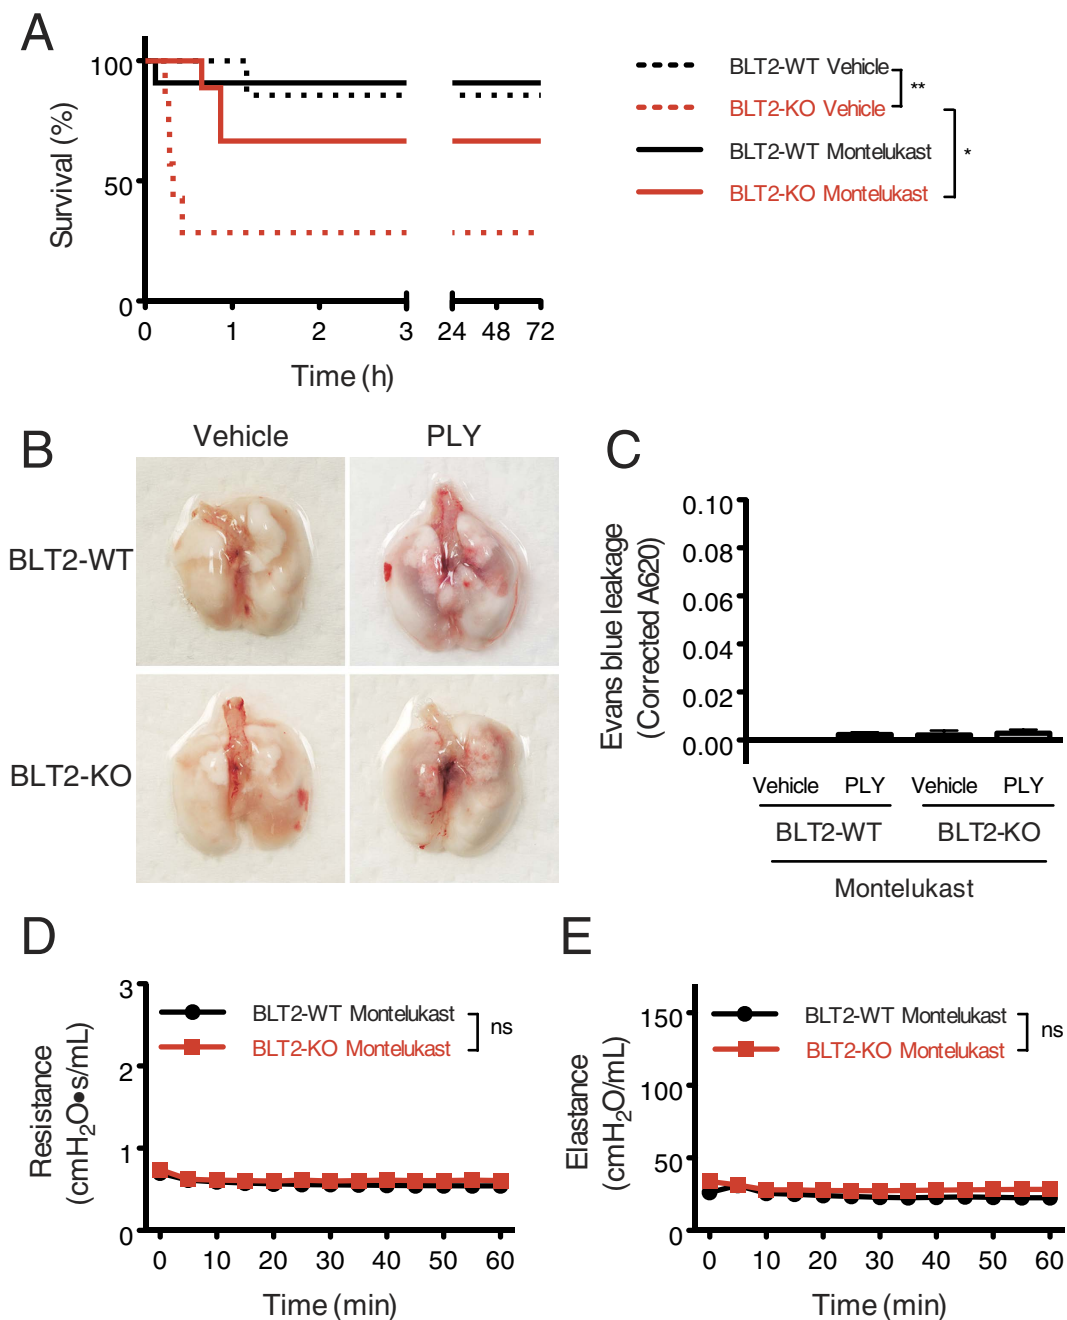 A
100
50
0
Survival (%)
0 1 2 3 24 48 72
Time (h)
BLT2-WT Vehicle
BLT2-KO Vehicle
BLT2-WT Montelukast
BLT2-KO Montelukast
**
*
B
Vehicle PLY
BLT2-WT
BLT2-KO
C
Evans blue leakage
(Corrected A620)
0.10
0.08
0.06
0.04
0.02
0.00
Vehicle PLY Vehicle PLY
BLT2-WT BLT2-KO
Montelukast
D
Resistance
(cmH₂O•s/mL)
3
2
1
0
BLT2-WT Montelukast
BLT2-KO Montelukast
ns
0 10 20 30 40 50 60
Time (min)
E
Elastance
(cmH₂O/mL)
150
100
50
0
BLT2-WT Montelukast
BLT2-KO Montelukast
ns
0 10 20 30 40 50 60
Time (min)